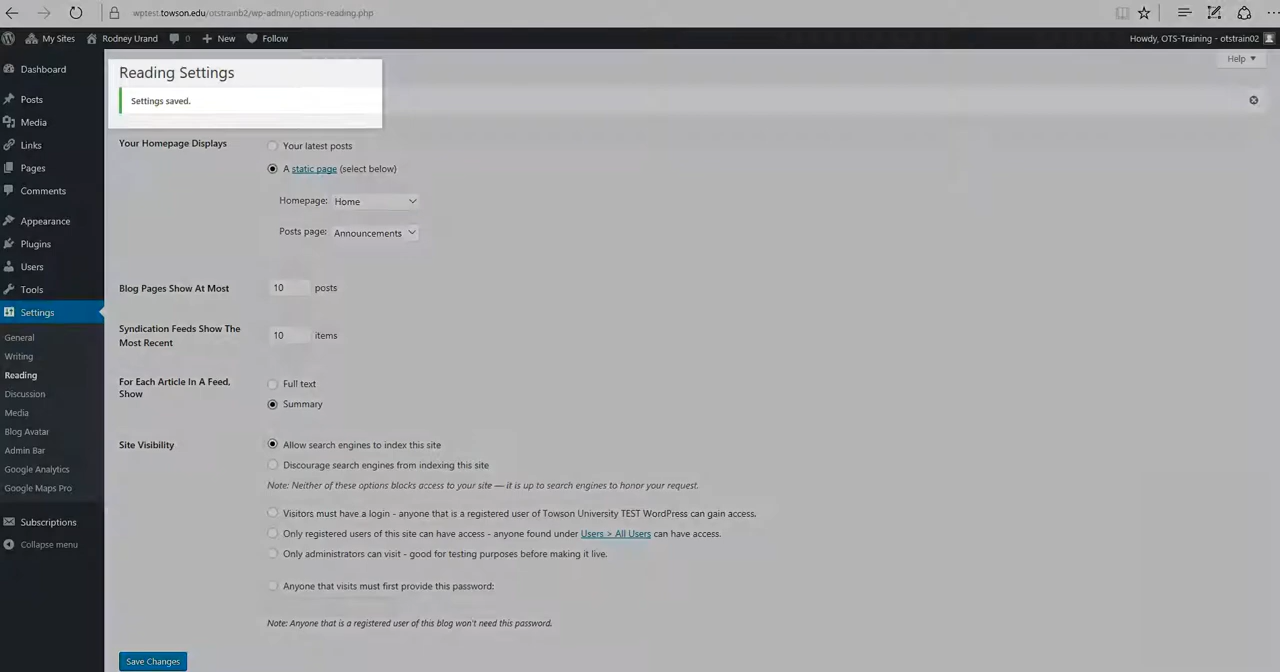 wptest.towson.edu/otstrainb2/wp-admin/options-reading.php
My Sites Rodney Urand 0 New Follow Howdy, OTS-Training - otstrain02
Help
Dashboard
Posts
Media
Links
Pages
Comments
Appearance
Plugins
Users
Tools
Settings
General
Writing
Reading
Discussion
Media
Blog Avatar
Admin Bar
Google Analytics
Google Maps Pro
Subscriptions
Collapse menu
Reading Settings
Settings saved.
Your Homepage Displays
Your latest posts
A static page (select below)
Homepage: Home
Posts page: Announcements
Blog Pages Show At Most 10 posts
Syndication Feeds Show The
Most Recent
10 items
For Each Article In A Feed,
Show
Full text
Summary
Site Visibility
Allow search engines to index this site
Discourage search engines from indexing this site
Note: Neither of these options blocks access to your site — it is up to search engines to honor your request.
Visitors must have a login - anyone that is a registered user of Towson University TEST WordPress can gain access.
Only registered users of this site can have access - anyone found under Users > All Users can have access.
Only administrators can visit - good for testing purposes before making it live.
Anyone that visits must first provide this password:
Note: Anyone that is a registered user of this blog won't need this password.
Save Changes